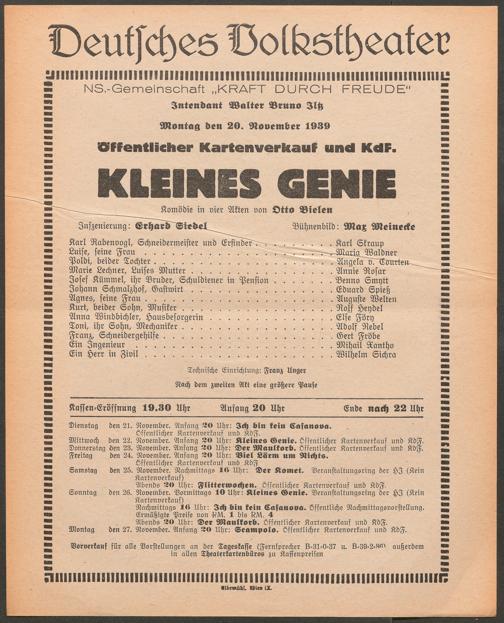 Deutsches Volkstheater
NS.-Gemeinschaft „KRAFT DURCH FREUDE"
Intendant Walter Bruno Iltz
Montag den 20. November 1939
Öffentlicher Kartenverkauf und KdF.
KLEINES GENIE
Komödie in vier Akten von Otto Bielen
Inszenierung: Erhard Siedel Bühnenbild: Max Meinecke
Karl Rabenvogl, Schneidermeister und Erfinder . . . . . . . . . . Karl Skraup
Luise, seine Frau . . . . . . . . . . Maria Waldner
Poldi, beider Tochter . . . . . . . . . . Angela v. Courten
Marie Lechner, Luises Mutter . . . . . . . . . . Annie Rosar
Josef Kümmel, ihr Bruder, Schuldiener in Pension . . . . . . . . . . Benno Smytt
Johann Schmalzhof, Gastwirt . . . . . . . . . . Eduard Spieß
Agnes, seine Frau . . . . . . . . . . Auguste Welten
Kurt, beider Sohn, Musiker . . . . . . . . . . Rolf Heydel
Anna Windbichler, Hausbesorgerin . . . . . . . . . . Else Föry
Toni, ihr Sohn, Mechaniker . . . . . . . . . . Adolf Rebel
Franz, Schneidergehilfe . . . . . . . . . . Gert Fröbe
Ein Ingenieur . . . . . . . . . . Mihail Xantho
Ein Herr in Zivil . . . . . . . . . . Wilhelm Sichra
Technische Einrichtung: Franz Unger
Nach dem zweiten Akt eine größere Pause
Kassen-Eröffnung 19.30 Uhr Anfang 20 Uhr Ende nach 22 Uhr
Dienstag den 21. November. Anfang 20 Uhr: Ich bin kein Casanova.
Öffentlicher Kartenverkauf und KdF.
Mittwoch den 22. November. Anfang 20 Uhr: Kleines Genie. Öffentlicher Kartenverkauf und KdF.
Donnerstag den 23. November. Anfang 20 Uhr: Der Maulkorb. Öffentlicher Kartenverkauf und KdF.
Freitag den 24. November. Anfang 20 Uhr: Viel Lärm um Nichts.
Öffentlicher Kartenverkauf und KdF.
Samstag den 25. November. Nachmittags 16 Uhr: Der Komet. Veranstaltungsring der HJ (Kein
Kartenverkauf)
Abends 20 Uhr: Flitterwochen. Öffentlicher Kartenverkauf und KdF.
Sonntag den 26. November. Vormittags 10 Uhr: Kleines Genie. Veranstaltungsring der HJ (Kein
Kartenverkauf)
Nachmittags 16 Uhr: Ich bin kein Casanova. Öffentliche Nachmittagsvorstellung.
Ermäßigte Preise von RM. 1 bis RM. 4
Abends 20 Uhr: Der Maulkorb. Öffentlicher Kartenverkauf und KdF.
Montag den 27. November. Anfang 20 Uhr: Scampolo. Öffentlicher Kartenverkauf und KdF.
Vorverkauf für alle Vorstellungen an der Tageskasse (Fernsprecher B-31-0-37 u. B-39-2-86) außerdem
in allen Theaterkartenbüros zu Kassenpreisen
Elbemühl, Wien IX.